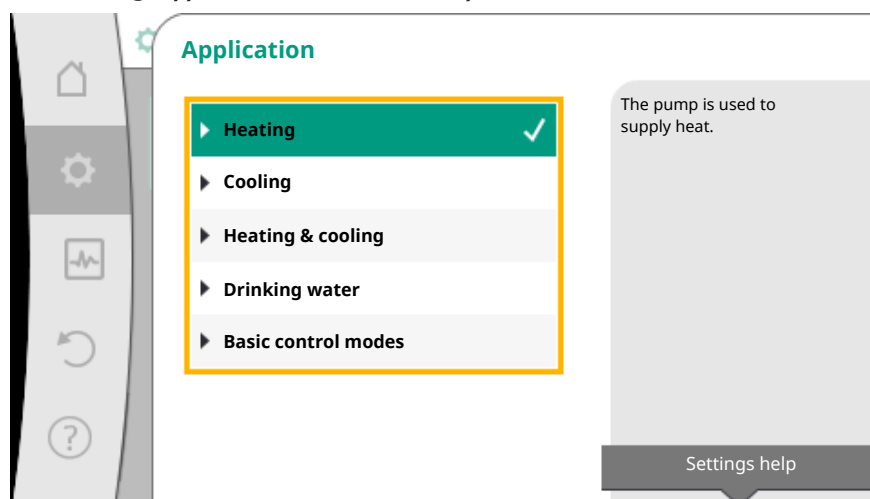 Application
Heating
Cooling
Heating & cooling
Drinking water
Basic control modes
The pump is used to
supply heat.
Settings help
?